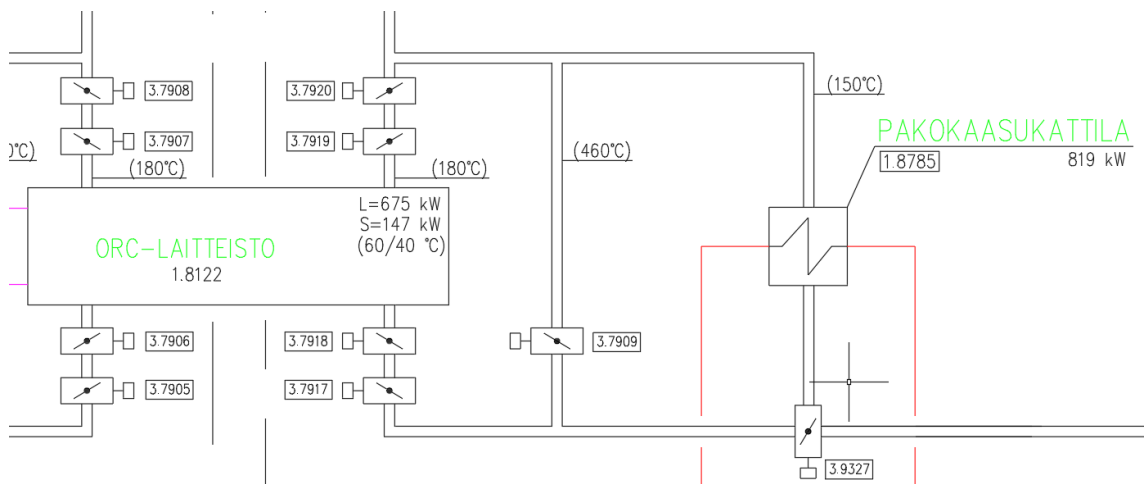 3.7908
3.7920
(150°C)
PAKOKAASUKATTILA
1.8785
819 kW
3.7907
3.7919
0°C)
(180°C)
(180°C)
(460°C)
L=675 kW
S=147 kW
(60/40 °C)
ORC-LAITTEISTO
1.8122
3.7906
3.7918
3.7909
3.7905
3.7917
3.9327